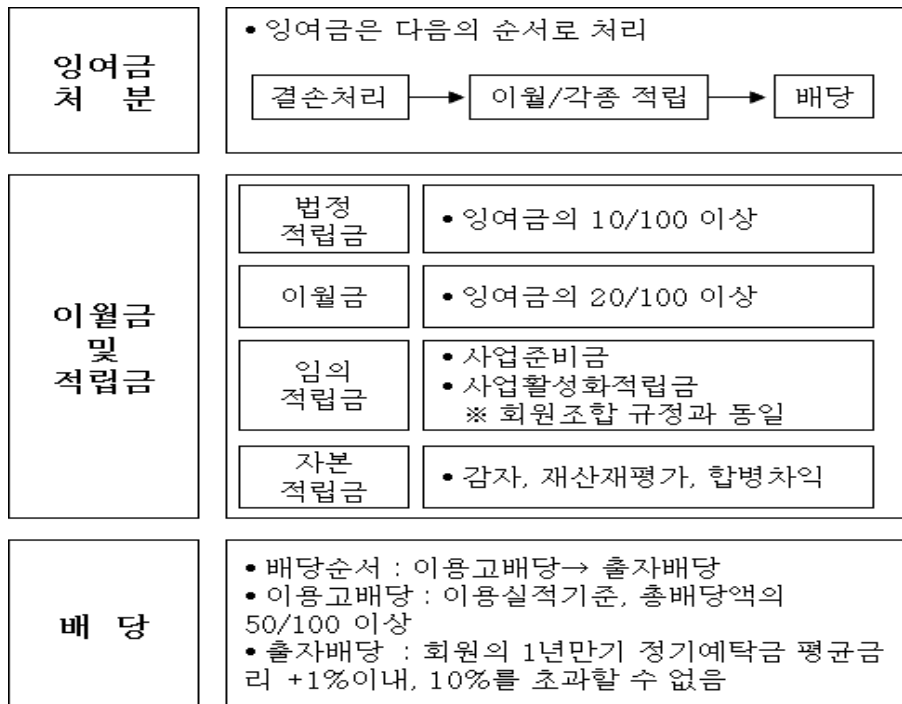 잉여금
처 분
• 잉여금은 다음의 순서로 처리
결손처리 → 이월/각종 적립 → 배당
이월금
및
적립금
법정
적립금
• 잉여금의 10/100 이상
이월금
• 잉여금의 20/100 이상
임의
적립금
• 사업준비금
• 사업활성화적립금
※ 회원조합 규정과 동일
자본
적립금
• 감자, 재산재평가, 합병차익
배 당
• 배당순서 : 이용고배당→ 출자배당
• 이용고배당 : 이용실적기준, 총배당액의
50/100 이상
• 출자배당 : 회원의 1년만기 정기예탁금 평균금
리 +1%이내, 10%를 초과할 수 없음